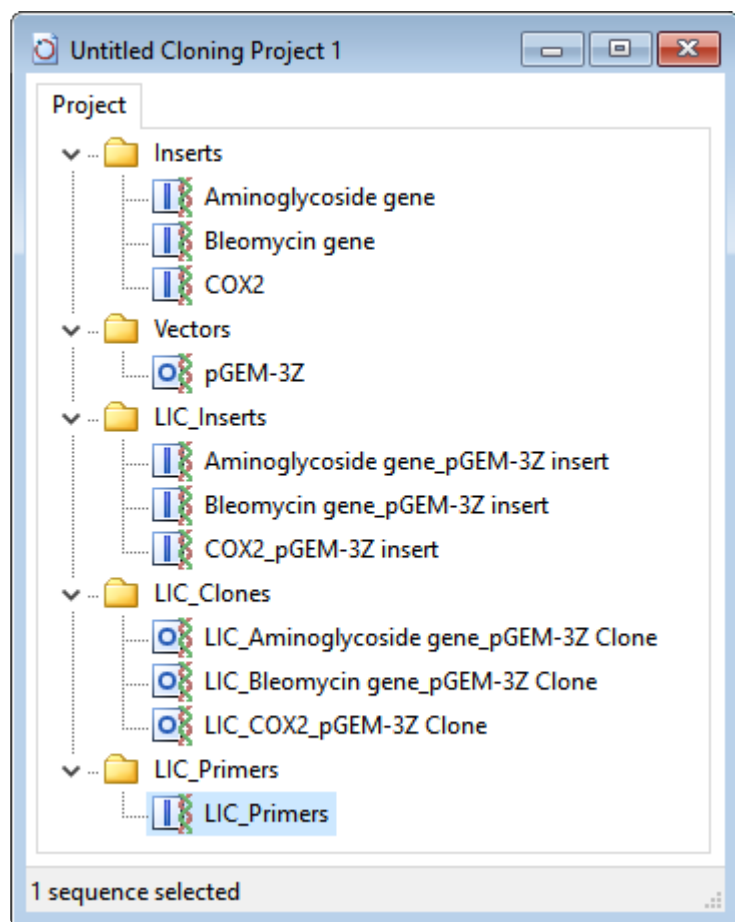 Untitled Cloning Project 1
Project
Inserts
Aminoglycoside gene
Bleomycin gene
COX2
Vectors
pGEM-3Z
LIC_Inserts
Aminoglycoside gene_pGEM-3Z insert
Bleomycin gene_pGEM-3Z insert
COX2_pGEM-3Z insert
LIC_Clones
LIC_Aminoglycoside gene_pGEM-3Z Clone
LIC_Bleomycin gene_pGEM-3Z Clone
LIC_COX2_pGEM-3Z Clone
LIC_Primers
LIC_Primers
1 sequence selected